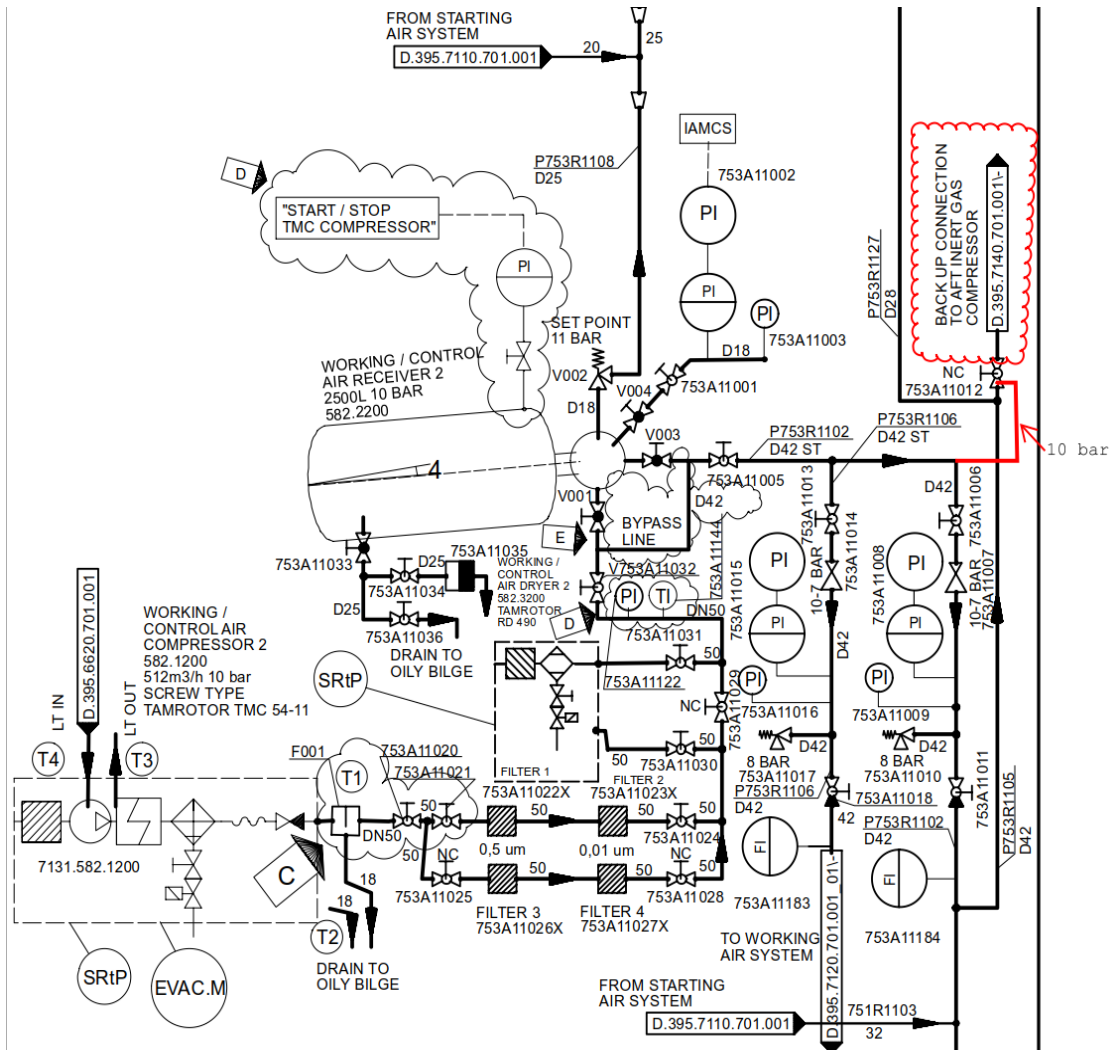 FROM STARTING
AIR SYSTEM
D.395.7110.701.001
20
25
P753R1108
D25
IAMCS
753A11002
PI
PI
PI
753A11003
D18
753A11001
D
"START / STOP
TMC COMPRESSOR"
PI
SET POINT
11 BAR
V002
D18
V004
WORKING / CONTROL
AIR RECEIVER 2
2500L 10 BAR
582.2200
4
V003
V001
P753R1102
D42 ST
753A11005
D42
BYPASS
LINE
E
P753R1106
D42 ST
P753R1127
D28
BACK UP CONNECTION
TO AFT INERT GAS
COMPRESSOR
D.395.7140.701.001\-
NC
753A11012
10 bar
753A11033
D25
753A11034
753A11035
D25
753A11036
DRAIN TO
OILY BILGE
WORKING /
CONTROL
AIR DRYER 2
582.3200
TAMROTOR
RD 490
V753A11032
PI
TI
DN50
D
753A11031
753A11144
753A11015
753A11013
753A11014
10-7 BAR
PI
PI
D42
PI
753A11016
D42
8 BAR
753A11017
P753R1106
D42
753A11018
42
FI
753A11183
TO WORKING
AIR SYSTEM
D.395.7120.701.001 _01\-
D42
753A11006
753A11007
10-7 BAR
753A11008
PI
PI
PI
753A11009
D42
8 BAR
753A11010
753A11011
P753R1102
D42
P753R1105
D42
FI
753A11184
D.395.6620.701.001
LT IN
LT OUT
WORKING /
CONTROL AIR
COMPRESSOR 2
582.1200
512m3/h 10 bar
SCREW TYPE
TAMROTOR TMC 54-11
T4
T3
7131.582.1200
SRtP
EVAC.M
C
F001
T1
753A11020
753A11021
DN50
50
50
18
18
T2
DRAIN TO
OILY BILGE
SRtP
FILTER 1
50
753A11122
753A11029
NC
50
50
753A11030
FILTER 2
753A11022X
753A11023X
50
50
50
0,5 um
0,01 um
753A11024
NC
753A11025
50
50
NC
50
753A11028
FILTER 3
753A11026X
FILTER 4
753A11027X
FROM STARTING
AIR SYSTEM
D.395.7110.701.001
751R1103
32